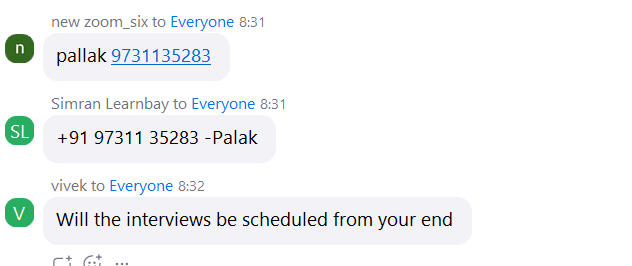 new zoom_six to Everyone 8:31
n
pallak 9731135283
Simran Learnbay to Everyone 8:31
SL
+91 97311 35283 -Palak
vivek to Everyone 8:32
V
Will the interviews be scheduled from your end